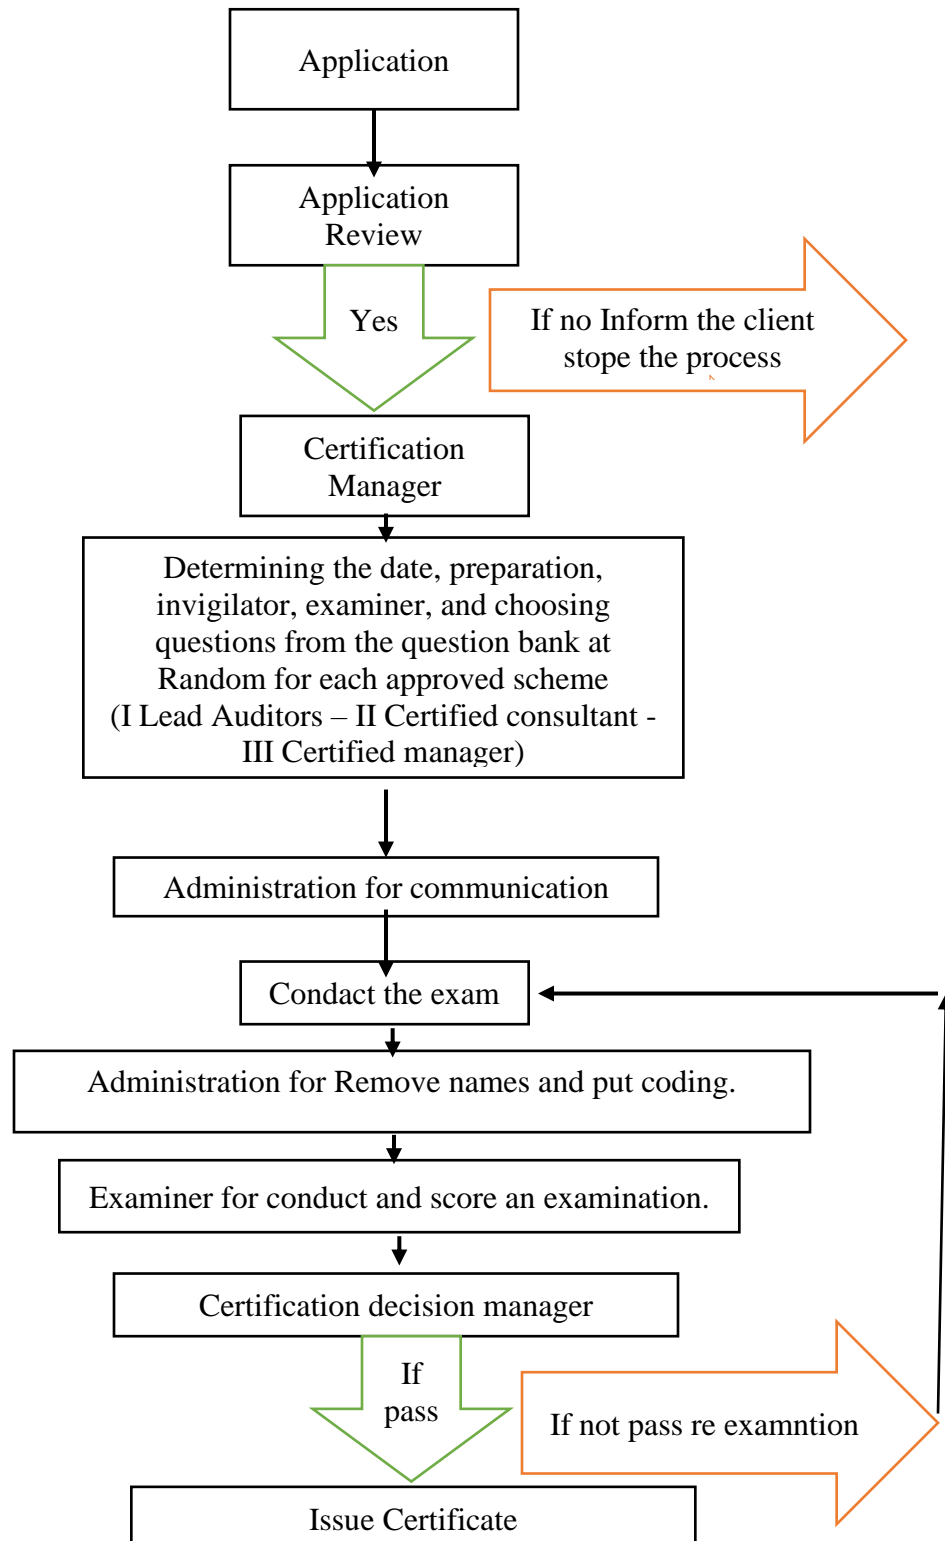 Application
Application
Review
Yes
If no Inform the client
stope the process
Certification
Manager
Determining the date, preparation,
invigilator, examiner, and choosing
questions from the question bank at
Random for each approved scheme
(I Lead Auditors – II Certified consultant -
III Certified manager)
Administration for communication
Condact the exam
Administration for Remove names and put coding.
Examiner for conduct and score an examination.
Certification decision manager
If
pass
If not pass re examntion
Issue Certificate